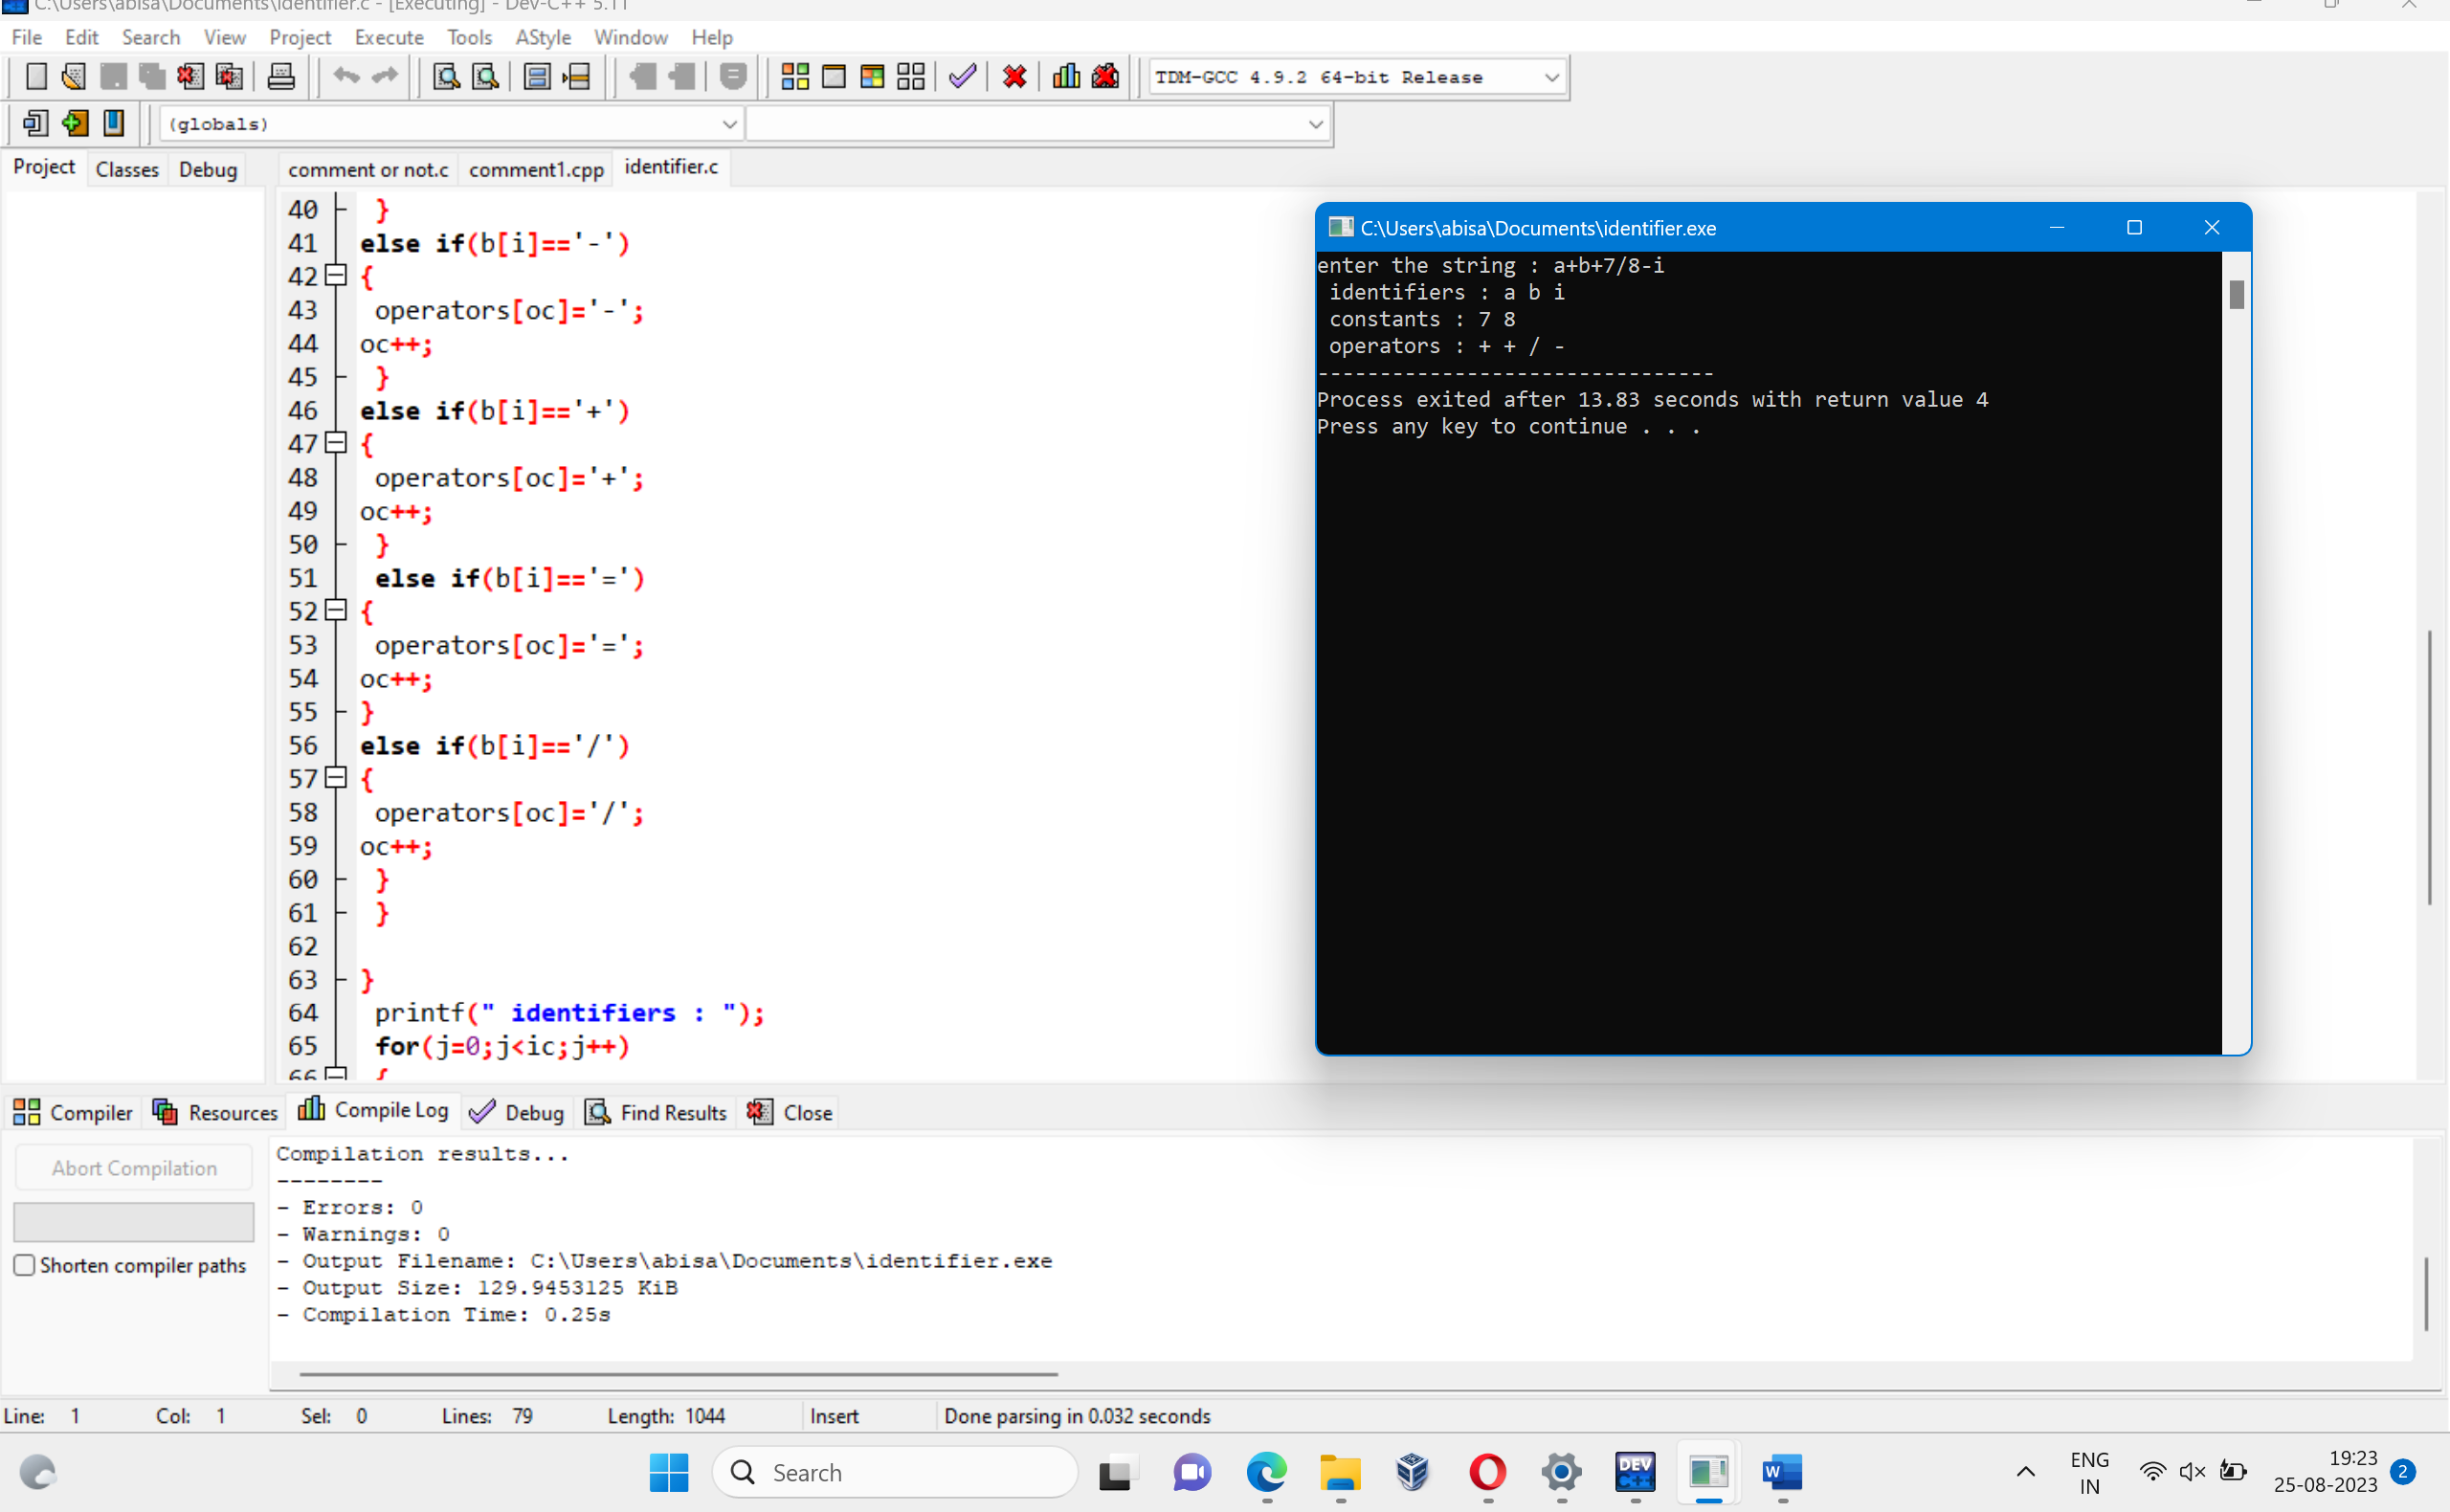 C:\Users\abisa\Documents\identifier.c - [Executing] - Dev-C++ 5.11
File Edit Search View Project Execute Tools AStyle Window Help
TDM-GCC 4.9.2 64-bit Release
(globals)
Project Classes Debug
comment or not.c comment1.cpp identifier.c
40 }
41 else if(b[i]=='-')
42 {
43 operators[oc]='-';
44 oc++;
45 }
46 else if(b[i]=='+')
47 {
48 operators[oc]='+';
49 oc++;
50 }
51 else if(b[i]=='=')
52 {
53 operators[oc]='=';
54 oc++;
55 }
56 else if(b[i]=='/')
57 {
58 operators[oc]='/';
59 oc++;
60 }
61 }
62
63 }
64 printf(" identifiers : ");
65 for(j=0;j<ic;j++)
66 {
C:\Users\abisa\Documents\identifier.exe
enter the string : a+b+7/8-i
identifiers : a b i
constants : 7 8
operators : + + / -
--------------------------------
Process exited after 13.83 seconds with return value 4
Press any key to continue . . .
Compiler Resources Compile Log Debug Find Results Close
Abort Compilation
Shorten compiler paths
Compilation results...
--------
- Errors: 0
- Warnings: 0
- Output Filename: C:\Users\abisa\Documents\identifier.exe
- Output Size: 129.9453125 KiB
- Compilation Time: 0.25s
Line: 1 Col: 1 Sel: 0 Lines: 79 Length: 1044 Insert Done parsing in 0.032 seconds
Search
DEV
C++
W
ENG
IN
19:23
25-08-2023
2